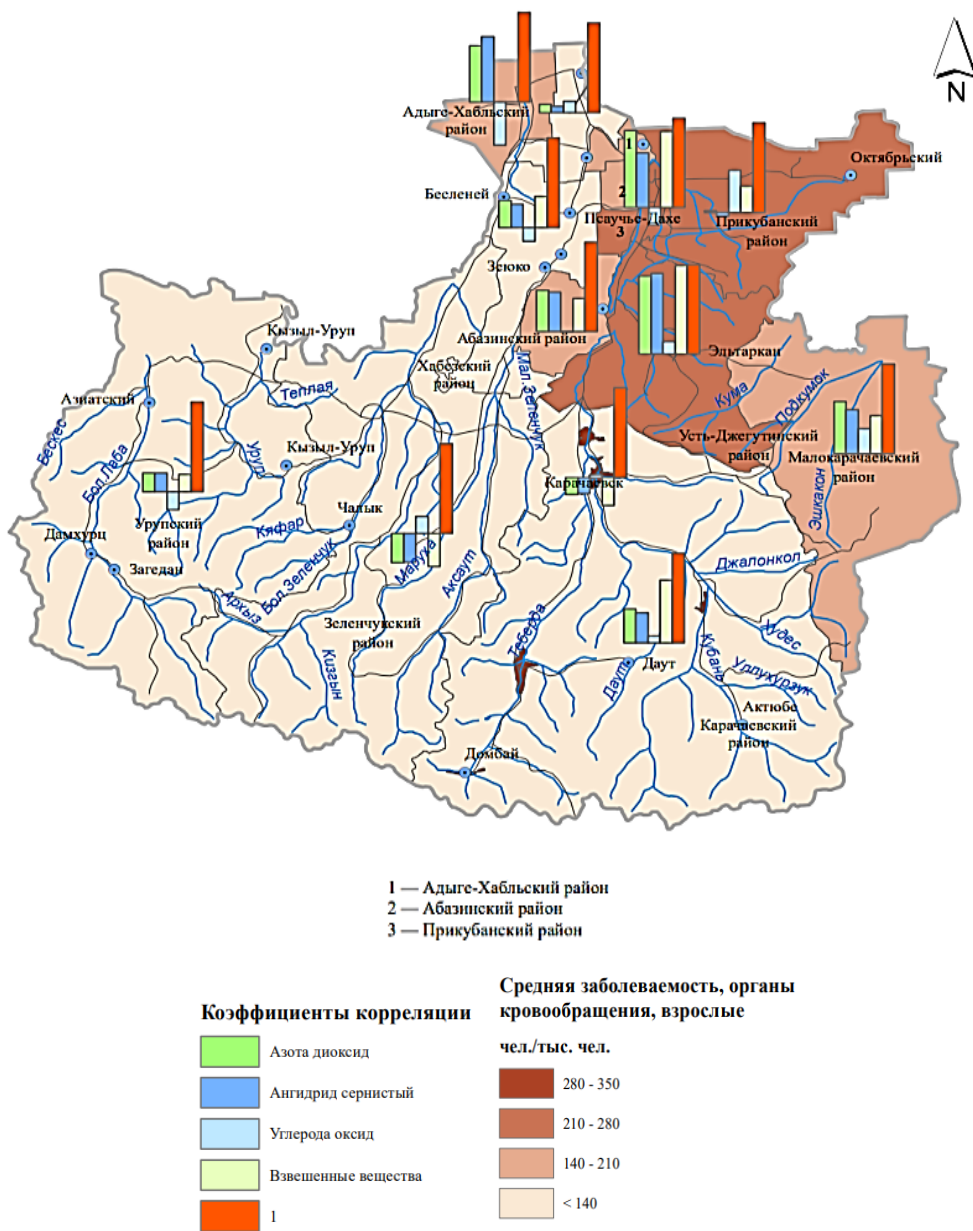 N
Адыге-Хабльский
район
1
Октябрьский
Бесленей
2
Псаучье-Дахе
Прикубанский
район
3
Зеюко
Абазинский район
Эльтаркач
Кызыл-Уруп
Хабезский
район
Мал.Зеленчук
Теплая
Кума
Подкумок
Азиатский
Бескес
Бол.Лаба
Уруп
Кызыл-Уруп
Усть-Джегутинский
район
Малокарачаевский
район
Карачаевск
Эшкакон
Урупский
район
Чалык
Кяфар
Дамхурц
Загедан
Маруха
Бол.Зеленчук
Аксаут
Джалонкол
Архыз
Зеленчукский
район
Теберда
Худес
Кизгын
Кубань
Даут
Даут
Уллухурзук
Актюбе
Карачаевский
район
Домбай
1 — Адыге-Хабльский район
2 — Абазинский район
3 — Прикубанский район
Коэффициенты корреляции
Азота диоксид
Ангидрид сернистый
Углерода оксид
Взвешенные вещества
1
Средняя заболеваемость, органы
кровообращения, взрослые
чел./тыс. чел.
280 - 350
210 - 280
140 - 210
< 140